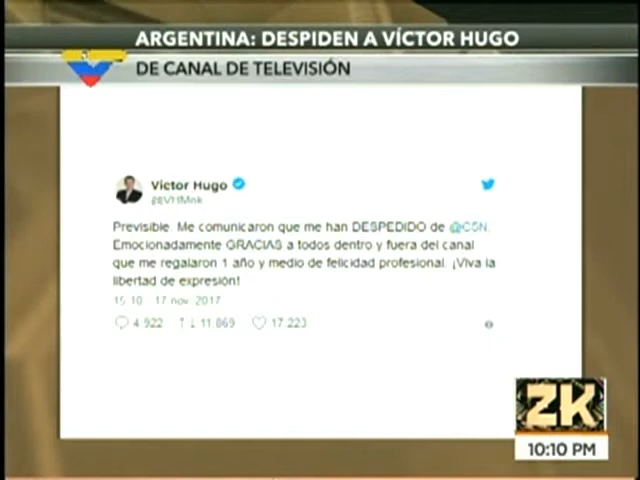 ARGENTINA: DESPIDEN A VÍCTOR HUGO
DE CANAL DE TELEVISIÓN
Víctor Hugo
@VHMok
Previsible. Me comunicaron que me han DESPEDIDO de @C5N.
Emocionadamente GRACIAS a todos dentro y fuera del canal
que me regalaron 1 año y medio de felicidad profesional. ¡Viva la
libertad de expresión!
15:10 17 nov. 2017
4.922 11.869 17.223
ZK
10:10 PM